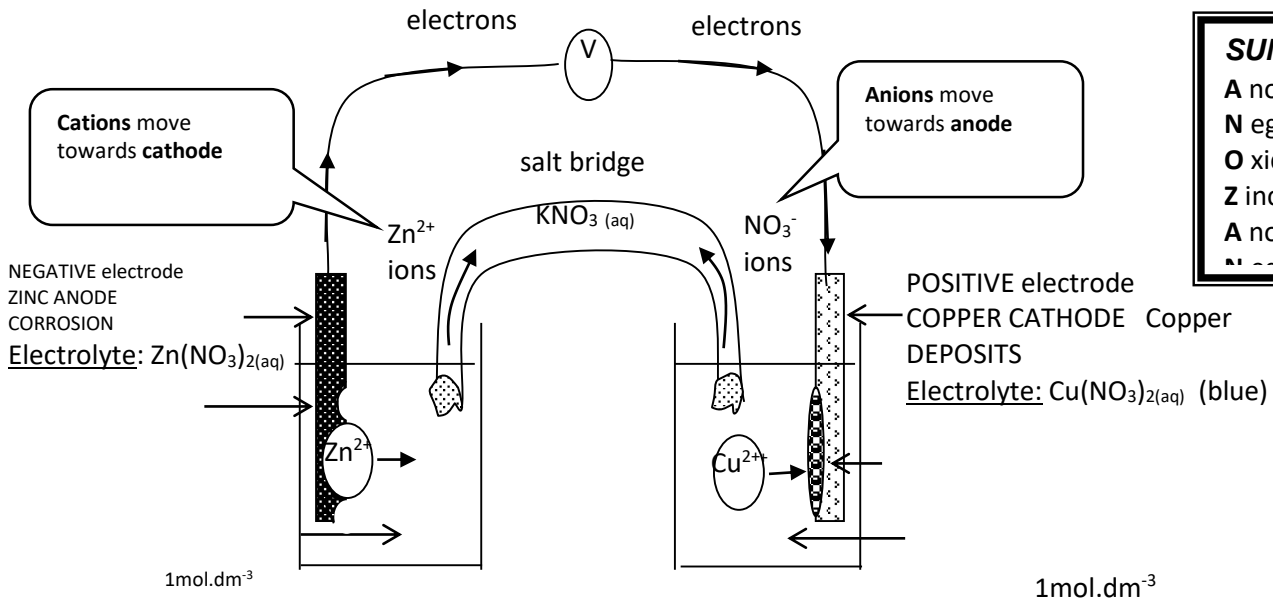 electrons
electrons
V
SUI
A no
N eg
O xi
Z inc
A no
Cations move
towards cathode
Anions move
towards anode
salt bridge
KNO₃ (aq)
Zn²⁺
ions
NO₃⁻
ions
NEGATIVE electrode
ZINC ANODE
CORROSION
Electrolyte: Zn(NO₃)₂(aq)
POSITIVE electrode
COPPER CATHODE Copper
DEPOSITS
Electrolyte: Cu(NO₃)₂(aq) (blue)
Zn²⁺
Cu²⁺⁺
1mol.dm⁻³
1mol.dm⁻³